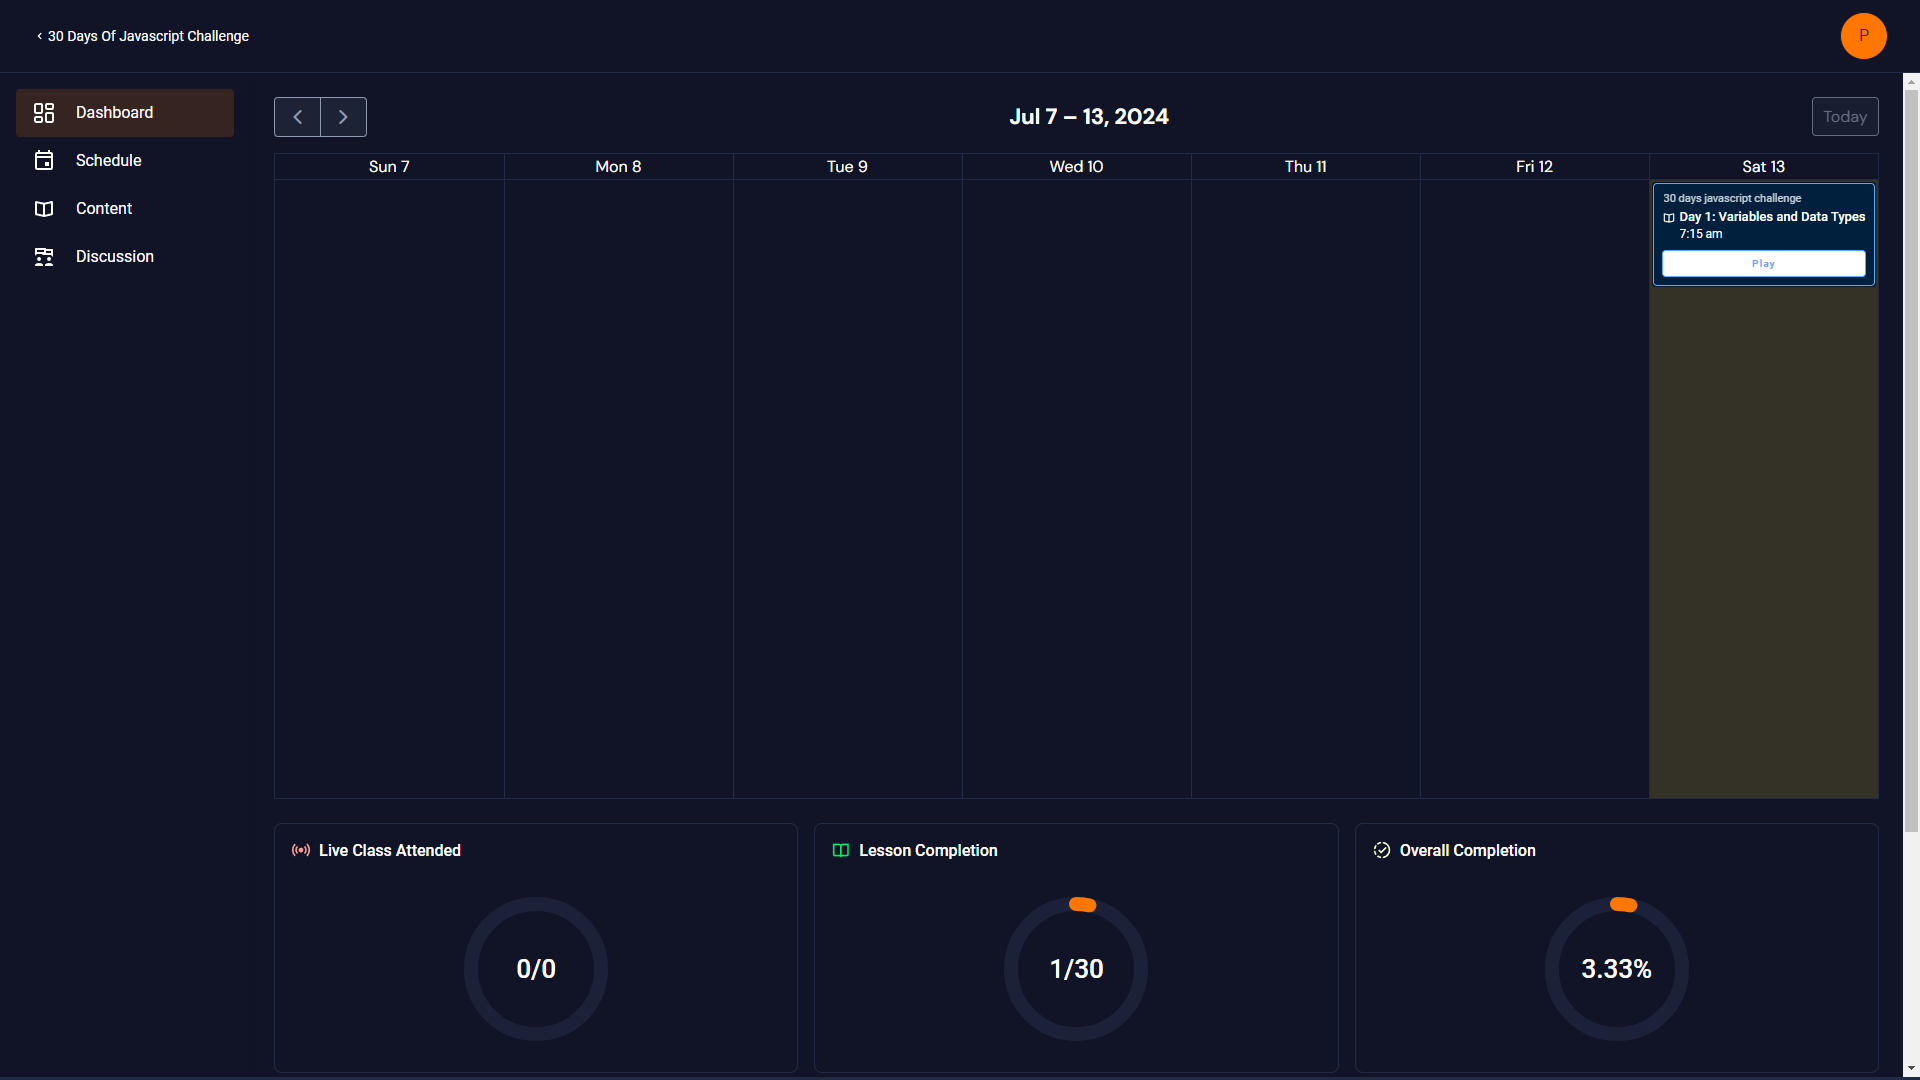 ‹ 30 Days Of Javascript Challenge
P
Dashboard
Schedule
Content
Discussion
Jul 7 – 13, 2024
Today
Sun 7
Mon 8
Tue 9
Wed 10
Thu 11
Fri 12
Sat 13
30 days javascript challenge
Day 1: Variables and Data Types
7:15 am
Play
Live Class Attended
0/0
Lesson Completion
1/30
Overall Completion
3.33%